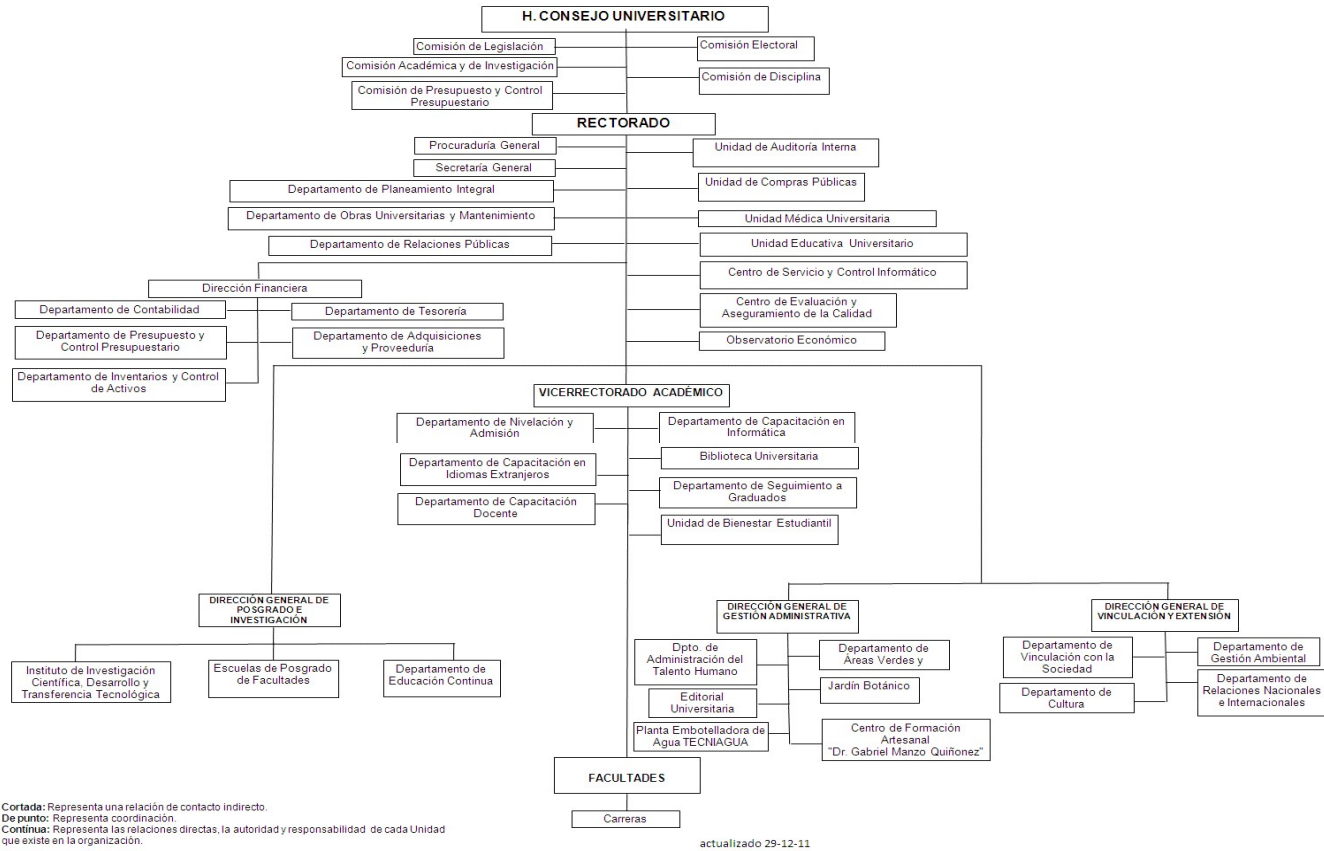 H. CONSEJO UNIVERSITARIO
Comisión de Legislación
Comisión Electoral
Comisión Académica y de Investigación
Comisión de Disciplina
Comisión de Presupuesto y Control
Presupuestario
RECTORADO
Procuraduría General
Unidad de Auditoría Interna
Secretaría General
Unidad de Compras Públicas
Departamento de Planeamiento Integral
Departamento de Obras Universitarias y Mantenimiento
Unidad Médica Universitaria
Departamento de Relaciones Públicas
Unidad Educativa Universitario
Centro de Servicio y Control Informático
Dirección Financiera
Departamento de Contabilidad
Departamento de Tesorería
Centro de Evaluación y
Aseguramiento de la Calidad
Departamento de Presupuesto y
Control Presupuestario
Departamento de Adquisiciones
y Proveeduría
Observatorio Económico
Departamento de Inventarios y Control
de Activos
VICERRECTORADO ACADÉMICO
Departamento de Nivelación y
Admisión
Departamento de Capacitación en
Informática
Biblioteca Universitaria
Departamento de Capacitación en
Idiomas Extranjeros
Departamento de Seguimiento a
Graduados
Departamento de Capacitación
Docente
Unidad de Bienestar Estudiantil
DIRECCIÓN GENERAL DE
POSGRADO E
INVESTIGACIÓN
DIRECCIÓN GENERAL DE
GESTIÓN ADMINISTRATIVA
DIRECCIÓN GENERAL DE
VINCULACIÓN Y EXTENSIÓN
Instituto de Investigación
Científica, Desarrollo y
Transferencia Tecnológica
Escuelas de Posgrado
de Facultades
Departamento de
Educación Continua
Dpto. de
Administración del
Talento Humano
Departamento de
Áreas Verdes y
Departamento de
Vinculación con la
Sociedad
Departamento de
Gestión Ambiental
Editorial
Universitaria
Jardín Botánico
Departamento de
Cultura
Departamento de
Relaciones Nacionales
e Internacionales
Planta Embotelladora de
Agua TECNIAGUA
Centro de Formación
Artesanal
"Dr. Gabriel Manzo Quiñonez"
FACULTADES
Carreras
Cortada: Representa una relación de contacto indirecto.
De punto: Representa coordinación.
Contínua: Representa las relaciones directas, la autoridad y responsabilidad de cada Unidad
que existe en la organización.
actualizado 29-12-11